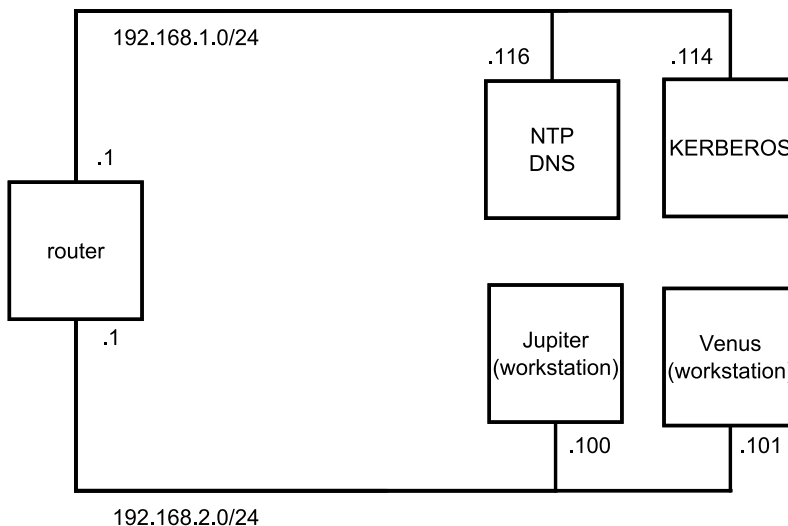 192.168.1.0/24
.116
.114
NTP
DNS
KERBEROS
.1
router
.1
Jupiter
(workstation)
Venus
(workstation)
.100
.101
192.168.2.0/24